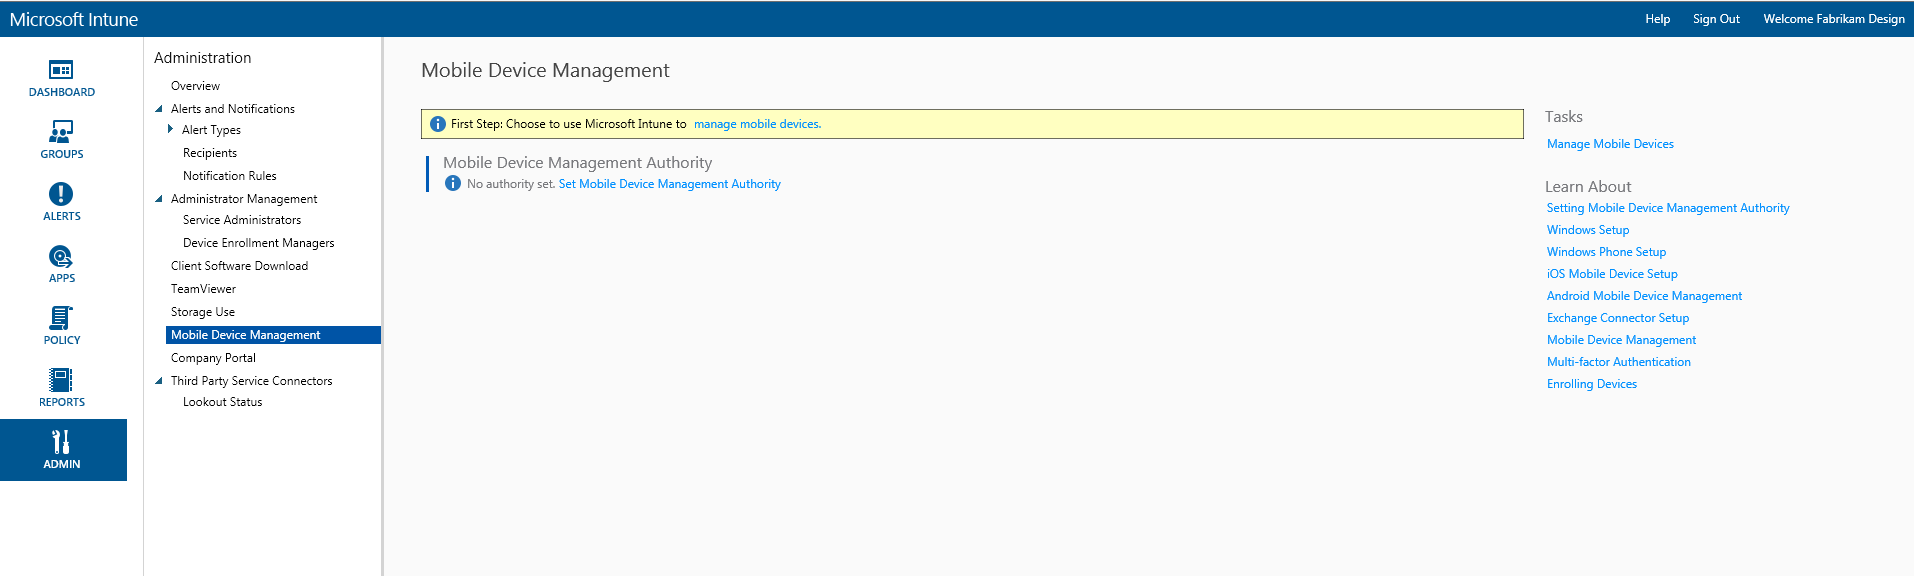 Microsoft Intune
Help Sign Out Welcome Fabrikam Design
DASHBOARD
GROUPS
ALERTS
APPS
POLICY
REPORTS
ADMIN
Administration
Overview
Alerts and Notifications
Alert Types
Recipients
Notification Rules
Administrator Management
Service Administrators
Device Enrollment Managers
Client Software Download
TeamViewer
Storage Use
Mobile Device Management
Company Portal
Third Party Service Connectors
Lookout Status
Mobile Device Management
First Step: Choose to use Microsoft Intune to manage mobile devices.
Mobile Device Management Authority
No authority set. Set Mobile Device Management Authority
Tasks
Manage Mobile Devices
Learn About
Setting Mobile Device Management Authority
Windows Setup
Windows Phone Setup
iOS Mobile Device Setup
Android Mobile Device Management
Exchange Connector Setup
Mobile Device Management
Multi-factor Authentication
Enrolling Devices